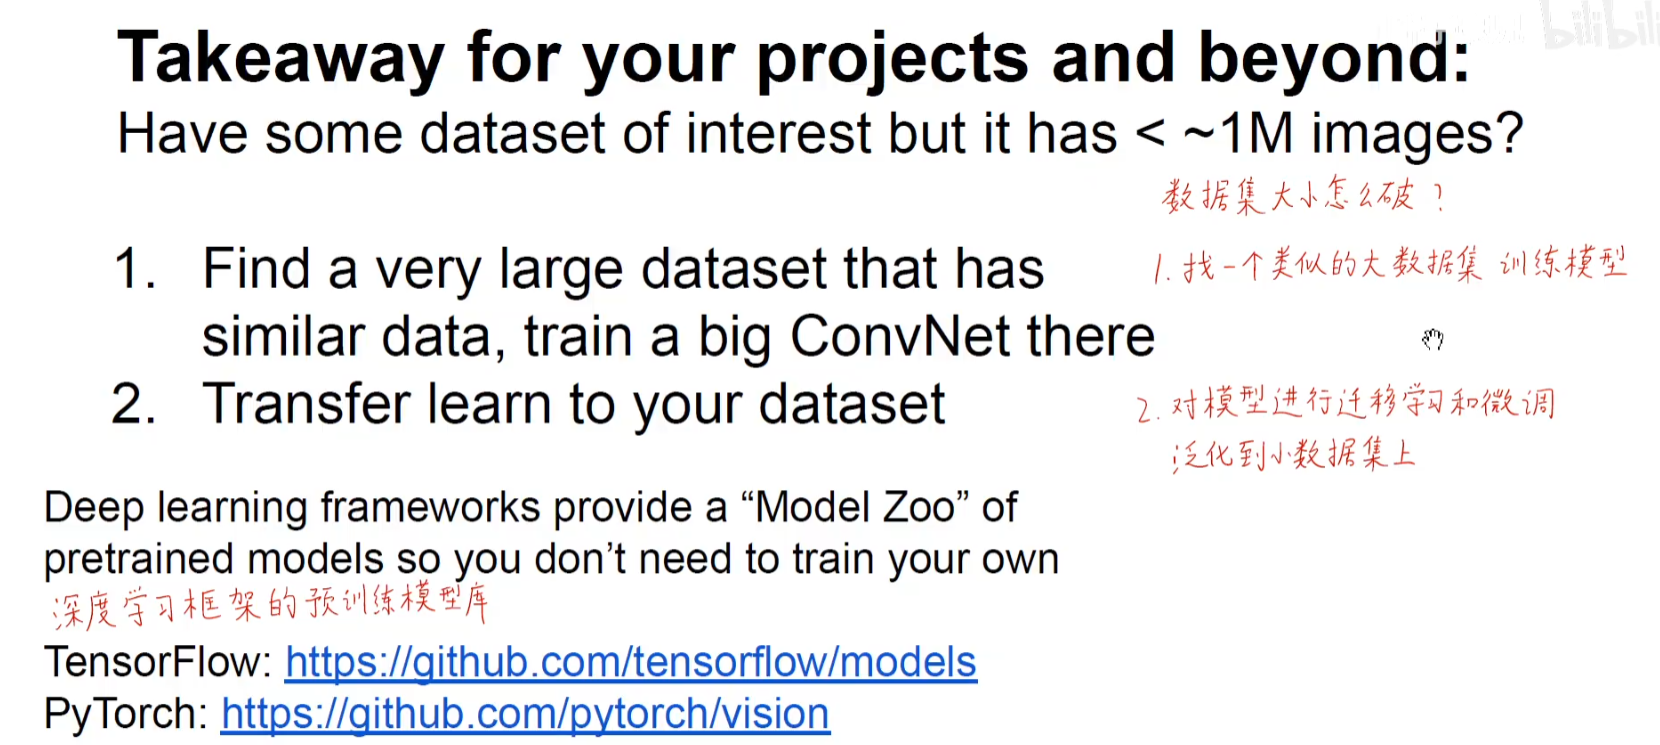 bilibili
Takeaway for your projects and beyond:
Have some dataset of interest but it has < ~1M images?
数据集大小怎么破？
1. Find a very large dataset that has
similar data, train a big ConvNet there
1. 找一个类似的大数据集 训练模型
2. Transfer learn to your dataset
2. 对模型进行迁移学习和微调
泛化到小数据集上
Deep learning frameworks provide a “Model Zoo” of
pretrained models so you don’t need to train your own
深度学习框架的预训练模型库
TensorFlow: https://github.com/tensorflow/models
PyTorch: https://github.com/pytorch/vision